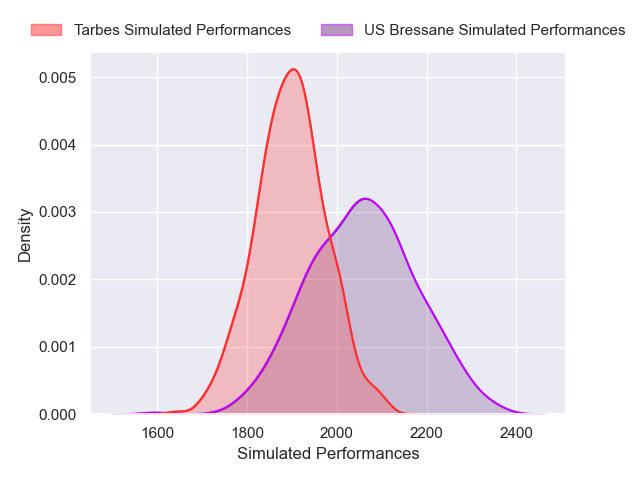 Tarbes Simulated Performances
US Bressane Simulated Performances
0.005
0.004
0.003
0.002
0.001
0.000
Density
1600
1800
2000
2200
2400
Simulated Performances